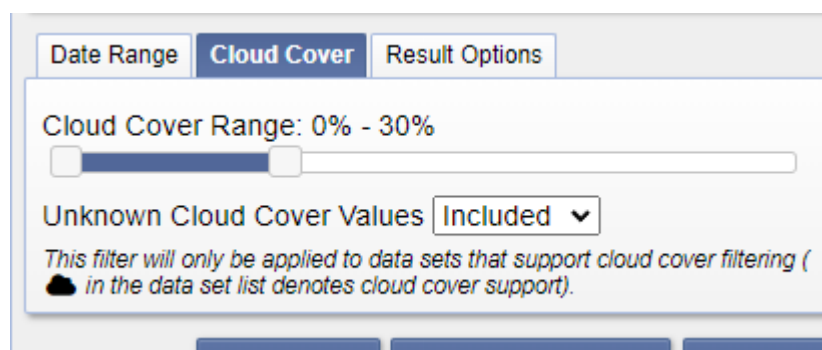 Date Range Cloud Cover Result Options
Cloud Cover Range: 0% - 30%
Unknown Cloud Cover Values Included
This filter will only be applied to data sets that support cloud cover filtering (
in the data set list denotes cloud cover support).